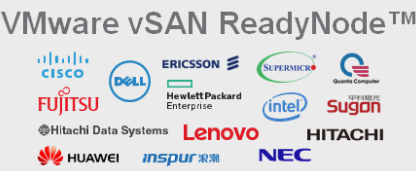 VMware vSAN ReadyNode™
CISCO
DELL
ERICSSON
SUPERMICR
Quanta Computer
FUJITSU
Hewlett Packard
Enterprise
intel
中科曙光
Sugon
Hitachi Data Systems
Lenovo
HITACHI
HUAWEI
inspur 浪潮
NEC